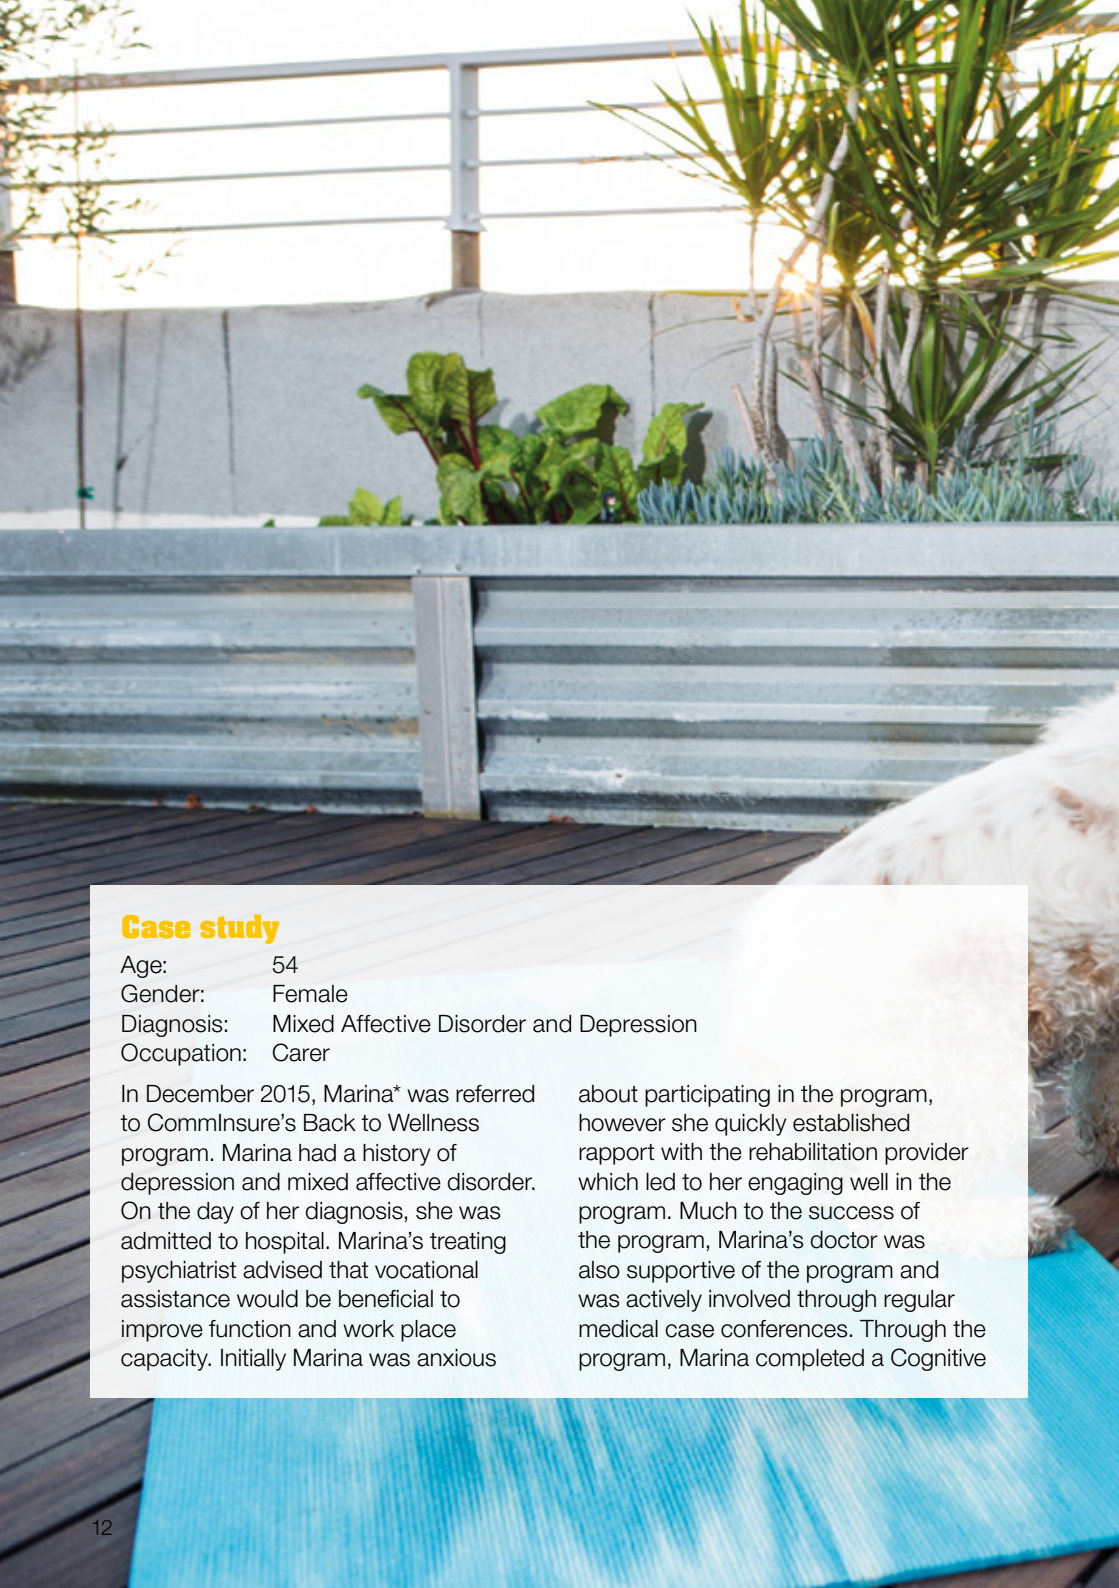 Case study
Age: 54
Gender: Female
Diagnosis: Mixed Affective Disorder and Depression
Occupation: Carer
In December 2015, Marina* was referred
to CommInsure’s Back to Wellness
program. Marina had a history of
depression and mixed affective disorder.
On the day of her diagnosis, she was
admitted to hospital. Marina’s treating
psychiatrist advised that vocational
assistance would be beneficial to
improve function and work place
capacity. Initially Marina was anxious
about participating in the program,
however she quickly established
rapport with the rehabilitation provider
which led to her engaging well in the
program. Much to the success of
the program, Marina’s doctor was
also supportive of the program and
was actively involved through regular
medical case conferences. Through the
program, Marina completed a Cognitive
12